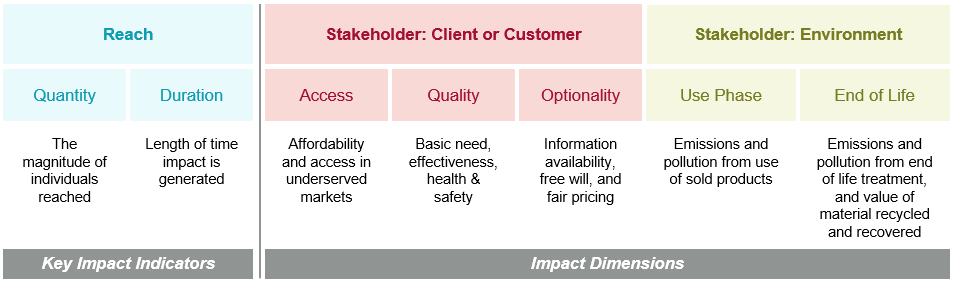 Reach
Stakeholder: Client or Customer
Stakeholder: Environment
Quantity
Duration
Access
Quality
Optionality
Use Phase
End of Life
The
magnitude of
individuals
reached
Length of time
impact is
generated
Affordability
and access in
underserved
markets
Basic need,
effectiveness,
health &
safety
Information
availability,
free will, and
fair pricing
Emissions and
pollution from use
of sold products
Emissions and
pollution from end
of life treatment,
and value of
material recycled
and recovered
Key Impact Indicators
Impact Dimensions